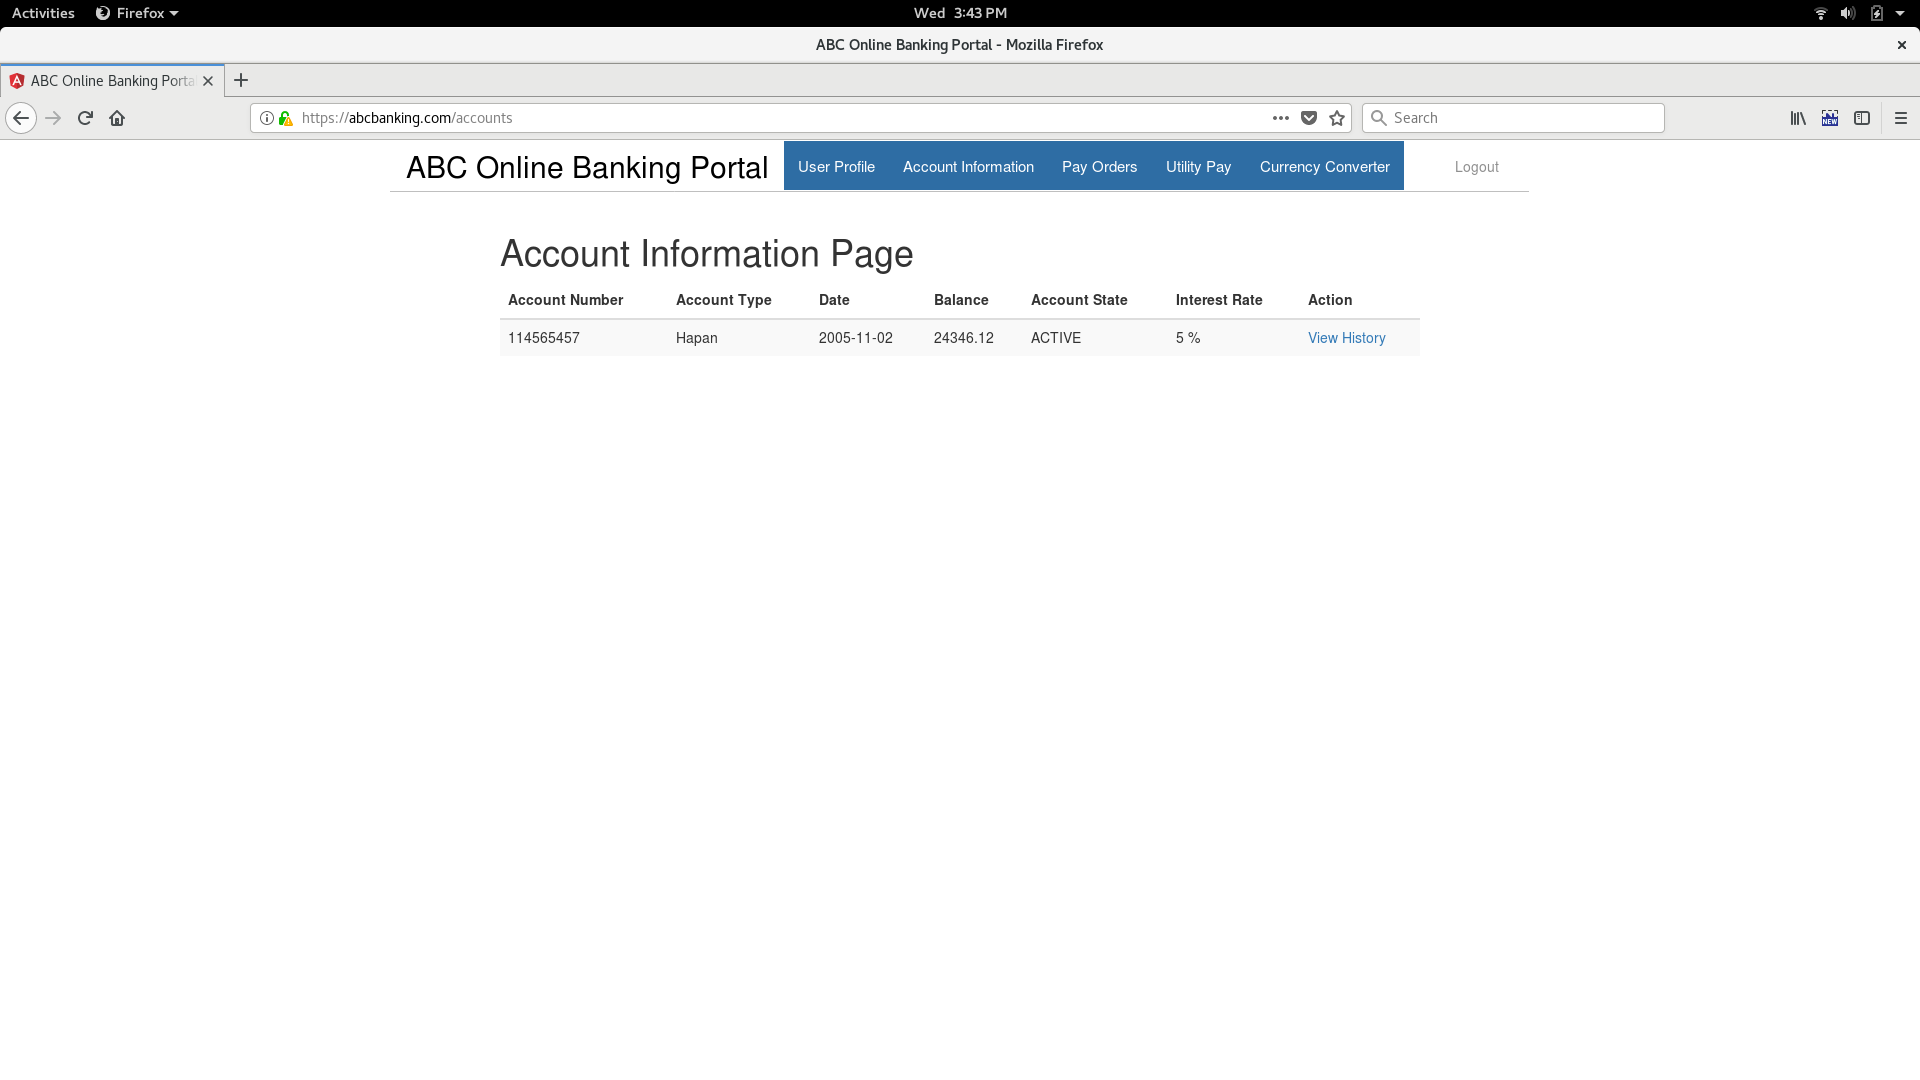 Activities Firefox Wed 3:43 PM
ABC Online Banking Portal - Mozilla Firefox
ABC Online Banking Porta
https://abcbanking.com/accounts Search NEW
ABC Online Banking Portal User Profile Account Information Pay Orders Utility Pay Currency Converter Logout
Account Information Page
Account Number Account Type Date Balance Account State Interest Rate Action
114565457 Hapan 2005-11-02 24346.12 ACTIVE 5 % View History